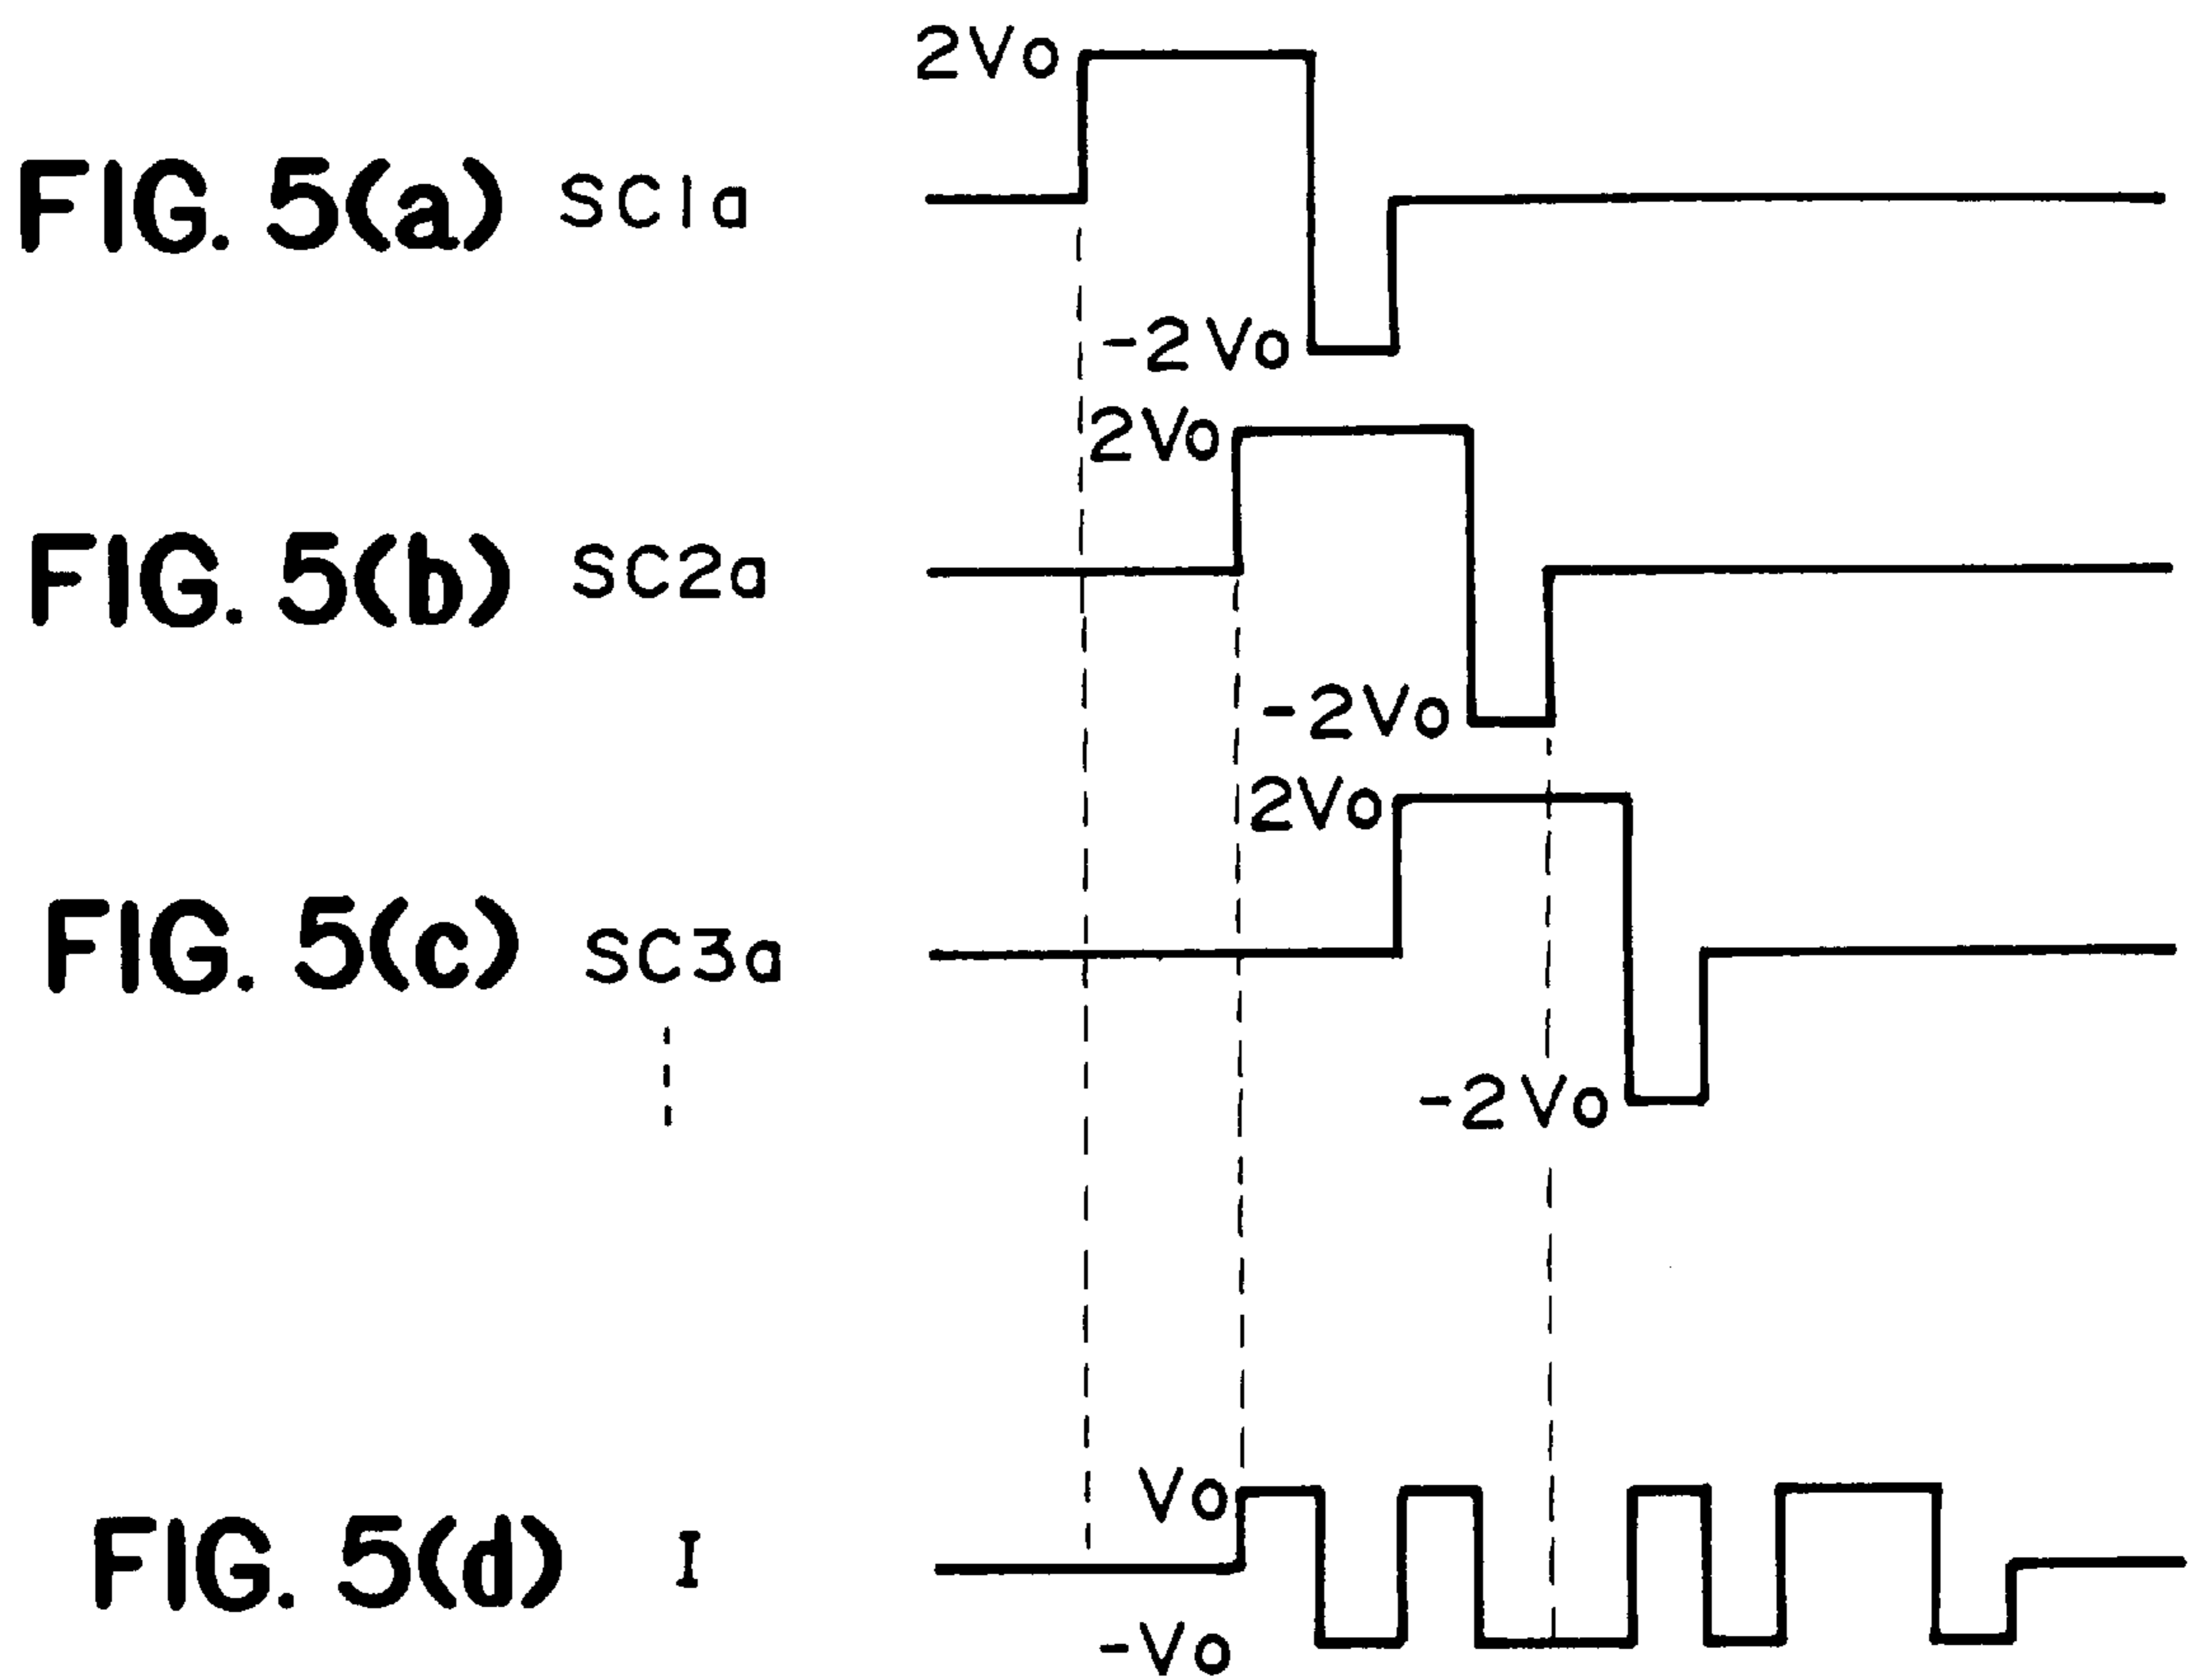 2Vo
FIG. 5(a) SC1a
-2Vo
2Vo
FIG. 5(b) SC2a
-2Vo
2Vo
FIG. 5(c) SC3a
-2Vo
Vo
FIG. 5(d) I
-Vo